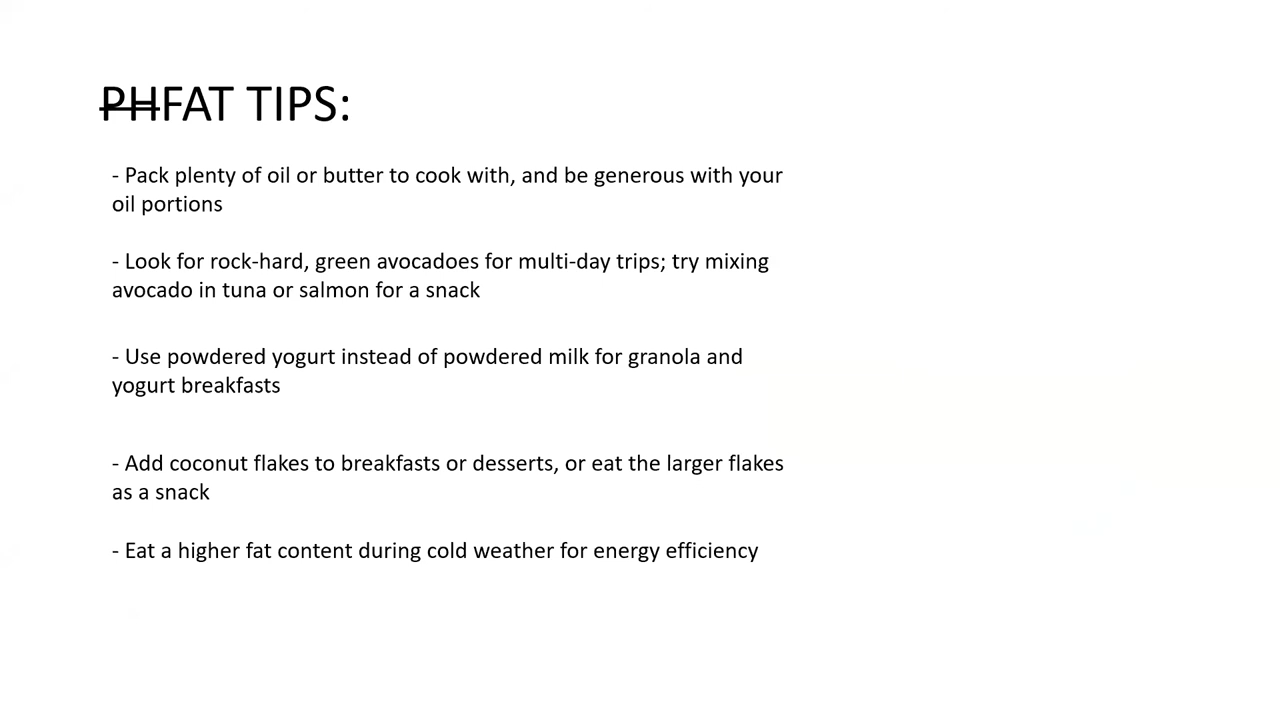 PHFAT TIPS:
- Pack plenty of oil or butter to cook with, and be generous with your
oil portions
- Look for rock-hard, green avocadoes for multi-day trips; try mixing
avocado in tuna or salmon for a snack
- Use powdered yogurt instead of powdered milk for granola and
yogurt breakfasts
- Add coconut flakes to breakfasts or desserts, or eat the larger flakes
as a snack
- Eat a higher fat content during cold weather for energy efficiency